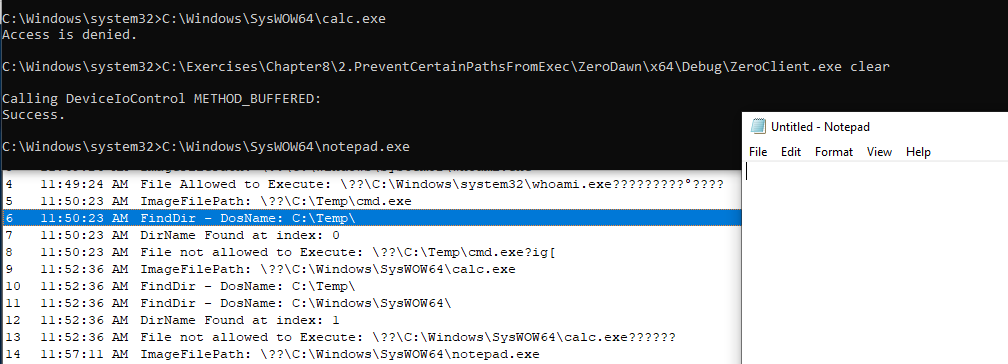 C:\Windows\system32>C:\Windows\SysWOW64\calc.exe
Access is denied.
C:\Windows\system32>C:\Exercises\Chapter8\2.PreventCertainPathsFromExec\ZeroDawn\x64\Debug\ZeroClient.exe clear
Calling DeviceIoControl METHOD_BUFFERED:
Success.
C:\Windows\system32>C:\Windows\SysWOW64\notepad.exe
Untitled - Notepad
File Edit Format View Help
4 11:49:24 AM File Allowed to Execute: \??\C:\Windows\system32\whoami.exe?????????°????
5 11:50:23 AM ImageFilePath: \??\C:\Temp\cmd.exe
6 11:50:23 AM FindDir - DosName: C:\Temp\
7 11:50:23 AM DirName Found at index: 0
8 11:50:23 AM File not allowed to Execute: \??\C:\Temp\cmd.exe?ig[
9 11:52:36 AM ImageFilePath: \??\C:\Windows\SysWOW64\calc.exe
10 11:52:36 AM FindDir - DosName: C:\Temp\
11 11:52:36 AM FindDir - DosName: C:\Windows\SysWOW64\
12 11:52:36 AM DirName Found at index: 1
13 11:52:36 AM File not allowed to Execute: \??\C:\Windows\SysWOW64\calc.exe??????
14 11:57:11 AM ImageFilePath: \??\C:\Windows\SysWOW64\notepad.exe